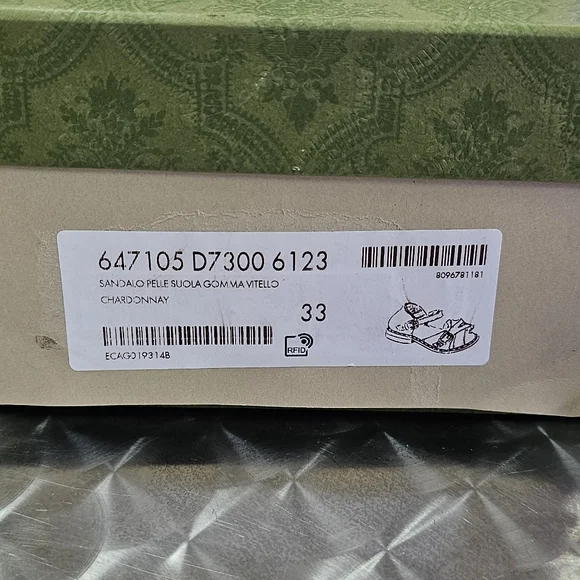 647105 D7300 6123
8096781181
SANDALO PELLE SUOLA GOMMA VITELLO
CHARDONNAY
33
ECAG019314B
RFID